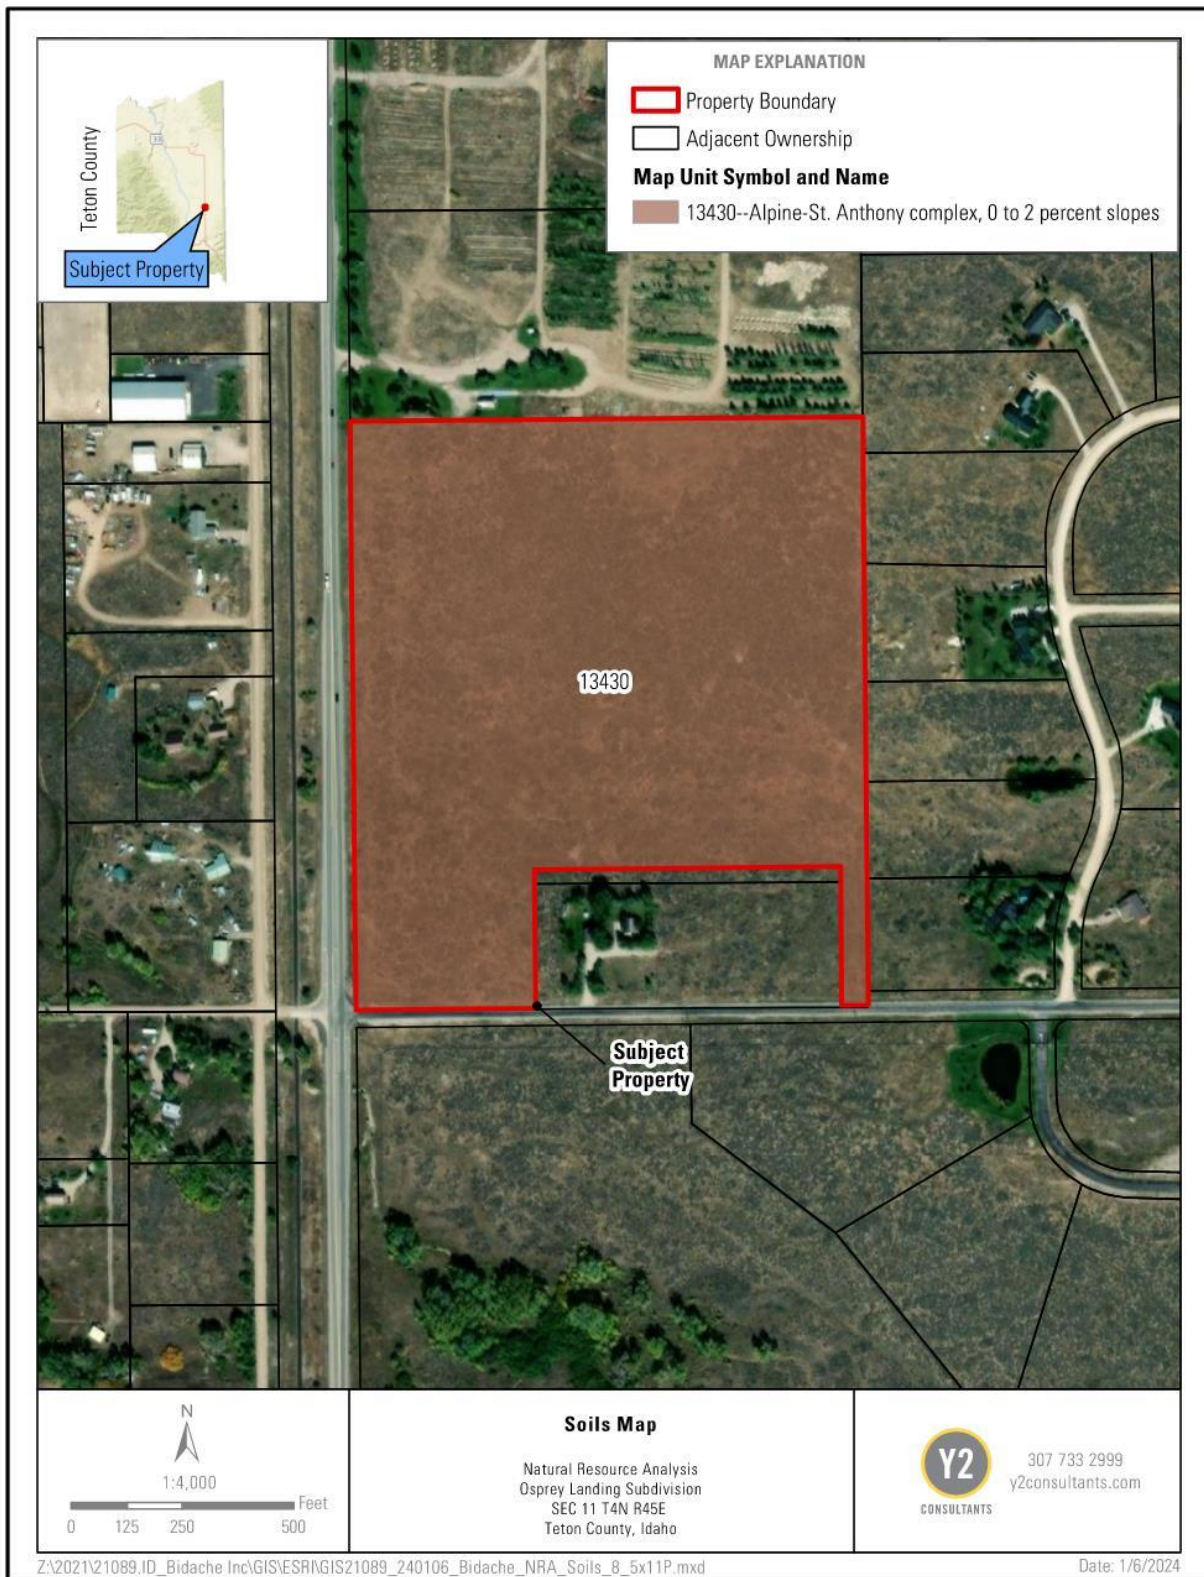 Teton County
33
Subject Property
MAP EXPLANATION
Property Boundary
Adjacent Ownership
Map Unit Symbol and Name
13430--Alpine-St. Anthony complex, 0 to 2 percent slopes
13430
Subject
Property
N
1:4,000
Feet
0 125 250 500
Soils Map
Natural Resource Analysis
Osprey Landing Subdivision
SEC 11 T4N R45E
Teton County, Idaho
Y2
CONSULTANTS
307 733 2999
y2consultants.com
Z:\2021\21089.ID_Bidache Inc\GIS\ESRI\GIS21089_240106_Bidache_NRA_Soils_8_5x11P.mxd
Date: 1/6/2024